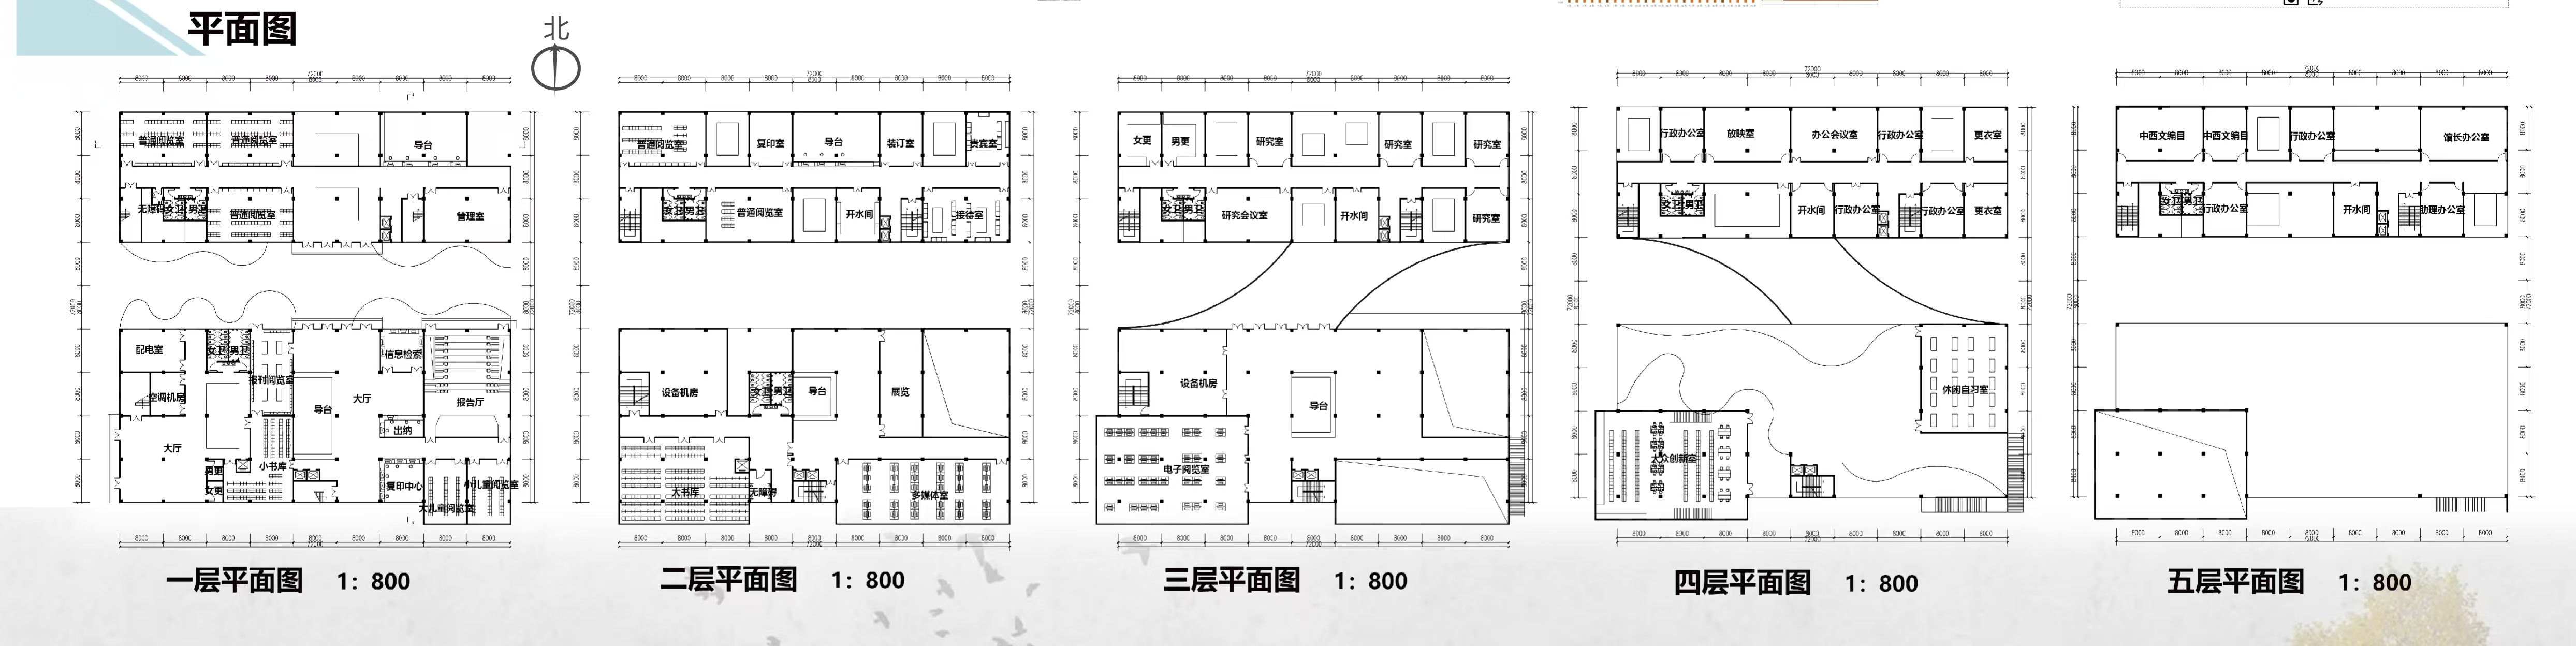 平面图
北
72000
8000 8000 8000 8000 8000 8000 8000 8000 8000
普通阅览室 普通阅览室 导台
无障碍 女卫 男卫 普通阅览室 管理室
配电室 女卫 男卫 报刊阅览室 信息检索
空调机房 导台 大厅 报告厅
大厅 出纳
男更 小书库
女更 复印中心 小儿童阅览室
大儿童阅览室
一层平面图 1：800
72000
普通阅览室 复印室 导台 装订室 贵宾室
女卫 男卫 普通阅览室 开水间 接待室
设备机房 女卫 男卫 导台 展览
大书库 无障碍 多媒体室
二层平面图 1：800
72000
女更 男更 研究室 研究室 研究室
女卫 男卫 研究会议室 开水间 研究室
设备机房 导台
电子阅览室
三层平面图 1：800
72000
行政办公室 放映室 办公会议室 行政办公室 更衣室
女卫 男卫 开水间 行政办公室 行政办公室 更衣室
休闲自习室
大众创新室
四层平面图 1：800
72000
中西文编目 中西文编目 行政办公室 馆长办公室
女卫 男卫 行政办公室 开水间 助理办公室
五层平面图 1：800